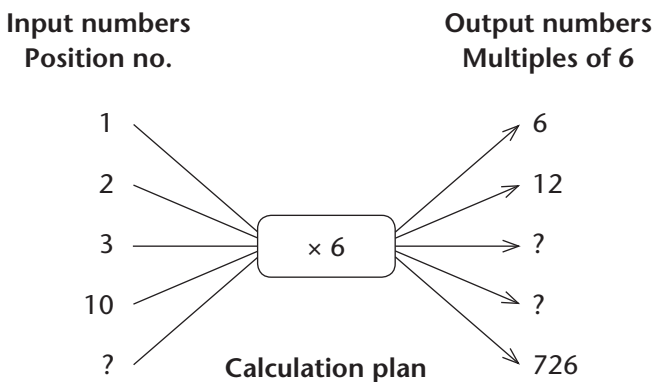 Input numbers
Position no.
Output numbers
Multiples of 6
1
6
2
12
3
× 6
?
10
?
?
Calculation plan
726